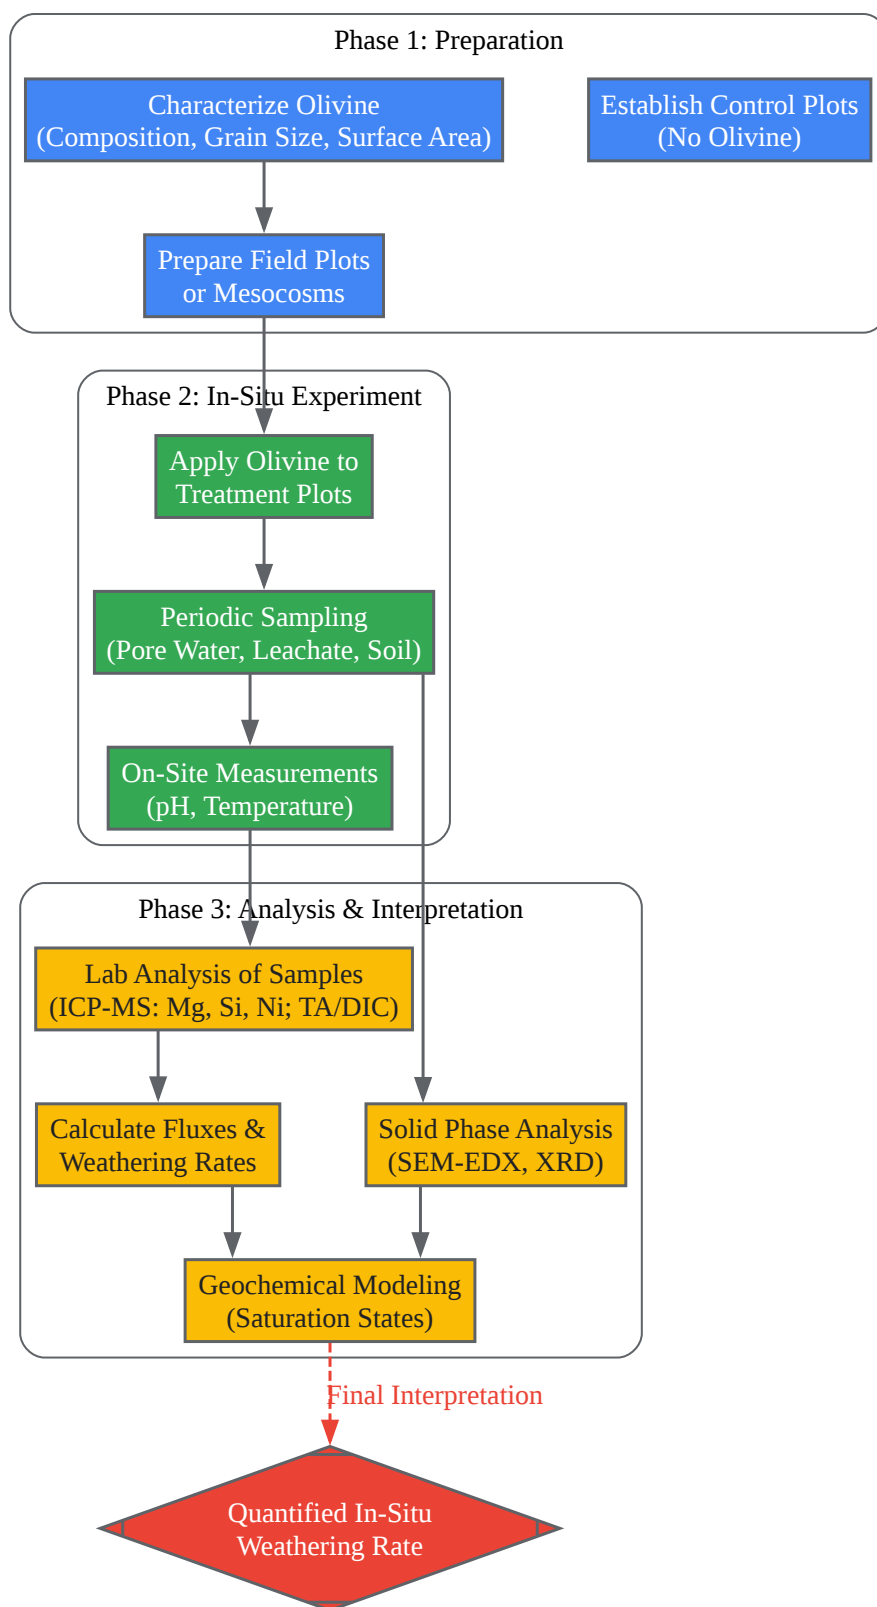 Phase 1: Preparation
Characterize Olivine
(Composition, Grain Size, Surface Area)
Establish Control Plots
(No Olivine)
Prepare Field Plots
or Mesocosms
Phase 2: In-Situ Experiment
Apply Olivine to
Treatment Plots
Periodic Sampling
(Pore Water, Leachate, Soil)
On-Site Measurements
(pH, Temperature)
Phase 3: Analysis & Interpretation
Lab Analysis of Samples
(ICP-MS: Mg, Si, Ni; TA/DIC)
Calculate Fluxes &
Weathering Rates
Solid Phase Analysis
(SEM-EDX, XRD)
Geochemical Modeling
(Saturation States)
Final Interpretation
Quantified In-Situ
Weathering Rate